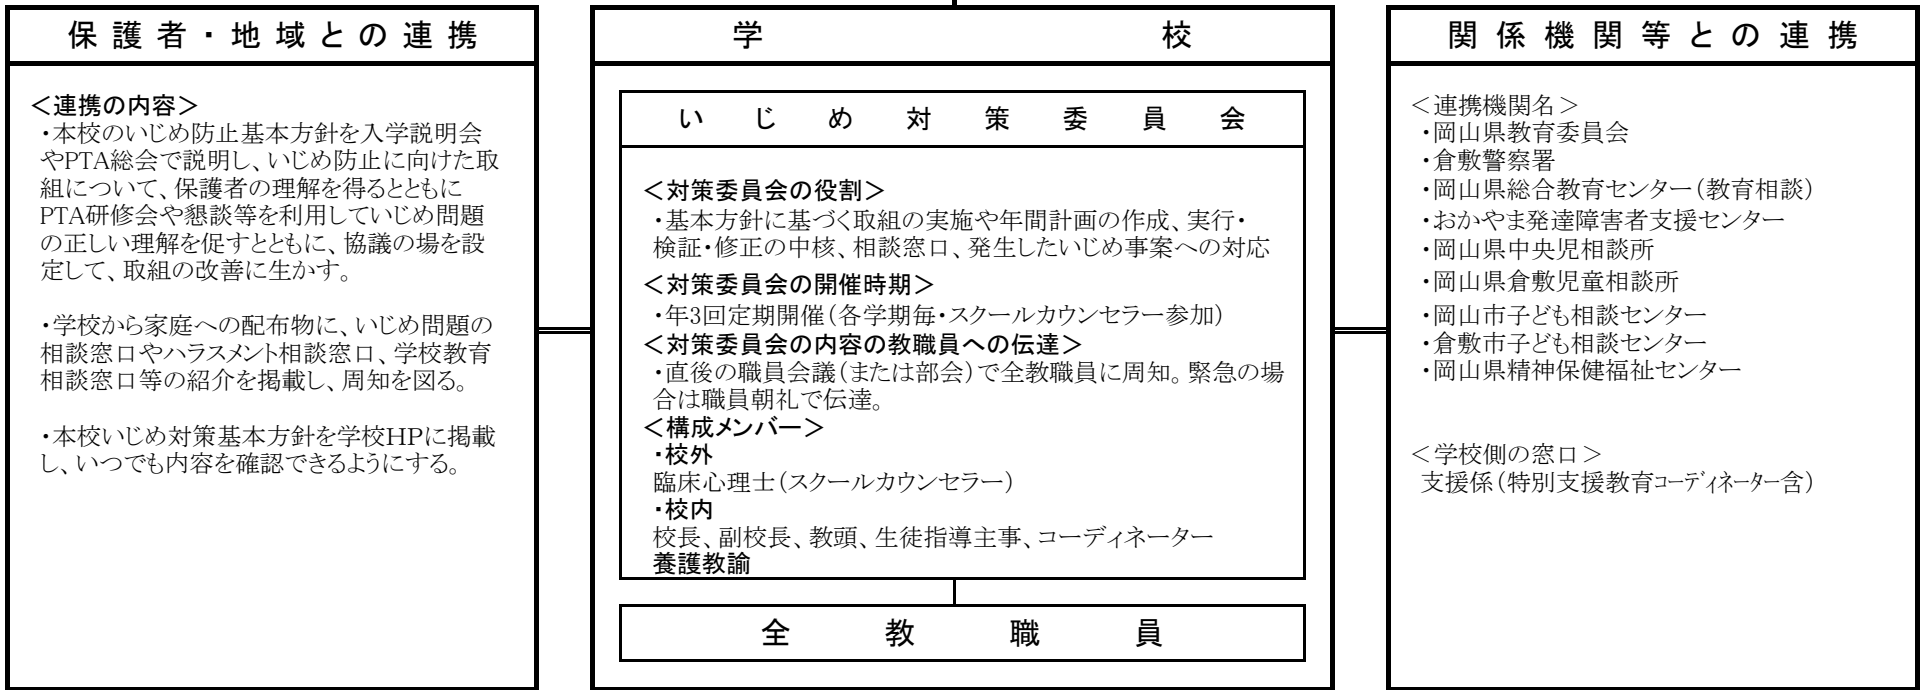 保護者・地域との連携
＜連携の内容＞
・本校のいじめ防止基本方針を入学説明会
やPTA総会で説明し、いじめ防止に向けた取
組について、保護者の理解を得るとともに
PTA研修会や懇談等を利用していじめ問題
の正しい理解を促すとともに、協議の場を設
定して、取組の改善に生かす。
・学校から家庭への配布物に、いじめ問題の
相談窓口やハラスメント相談窓口、学校教育
相談窓口等の紹介を掲載し、周知を図る。
・本校いじめ対策基本方針を学校HPに掲載
し、いつでも内容を確認できるようにする。
学校
いじめ対策委員会
＜対策委員会の役割＞
・基本方針に基づく取組の実施や年間計画の作成、実行・
検証・修正の中核、相談窓口、発生したいじめ事案への対応
＜対策委員会の開催時期＞
・年3回定期開催（各学期毎・スクールカウンセラー参加）
＜対策委員会の内容の教職員への伝達＞
・直後の職員会議（または部会）で全教職員に周知。緊急の場
合は職員朝礼で伝達。
＜構成メンバー＞
・校外
臨床心理士（スクールカウンセラー）
・校内
校長、副校長、教頭、生徒指導主事、コーディネーター
養護教諭
全教職員
関係機関等との連携
＜連携機関名＞
・岡山県教育委員会
・倉敷警察署
・岡山県総合教育センター（教育相談）
・おかやま発達障害者支援センター
・岡山県中央児相談所
・岡山県倉敷児童相談所
・岡山市子ども相談センター
・倉敷市子ども相談センター
・岡山県精神保健福祉センター
＜学校側の窓口＞
支援係（特別支援教育ｺｰﾃﾞｨﾈｰﾀｰ含）